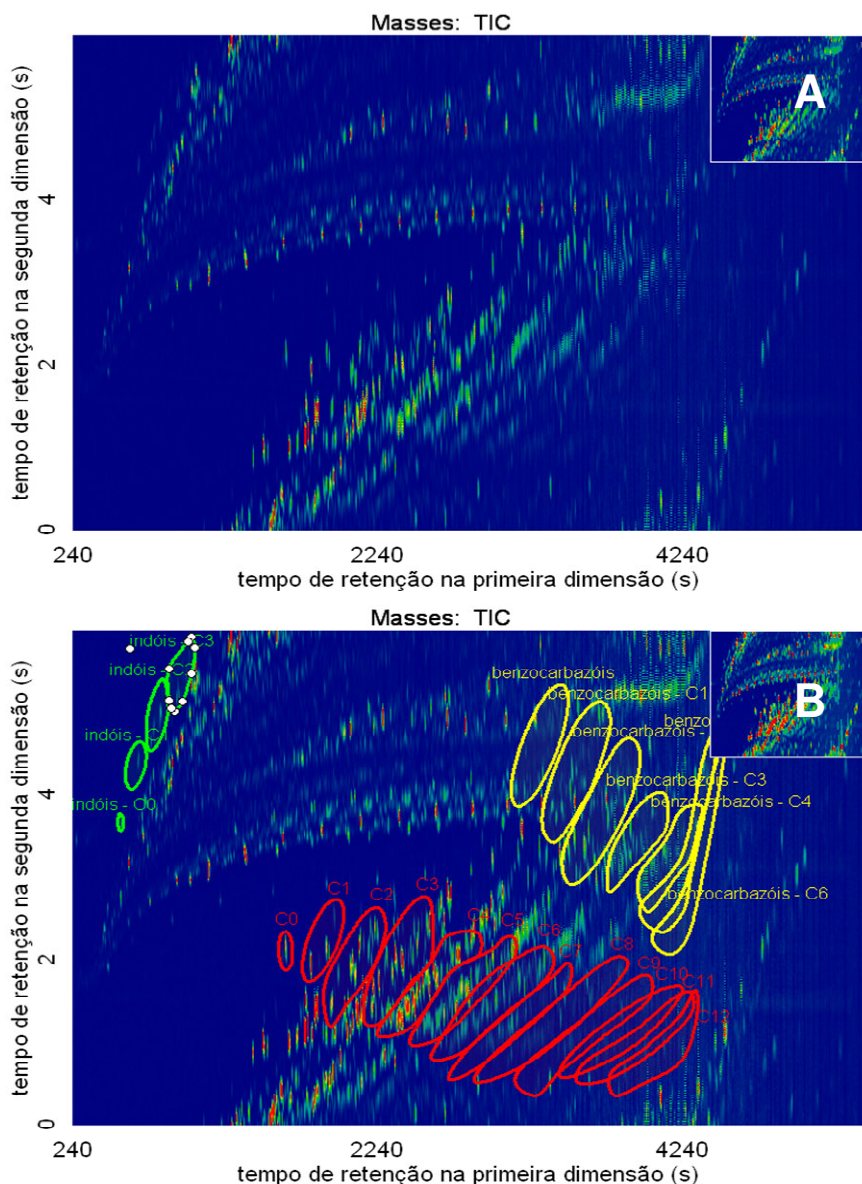 Masses: TIC
A
tempo de retenção na segunda dimensão (s)
4
2
0
240
2240
4240
tempo de retenção na primeira dimensão (s)
Masses: TIC
B
tempo de retenção na segunda dimensão (s)
4
2
0
indóis - C3
indóis -
indóis -
indóis - C0
benzocarbazóis
benzocarbazóis - C1
benzocarbazóis -
benzo
benzocarbazóis - C3
benzocarbazóis - C4
benzocarbazóis - C6
C0
C1
C2
C3
C4
C5
C6
C7
C8
C9
C10
C11
C12
240
2240
4240
tempo de retenção na primeira dimensão (s)